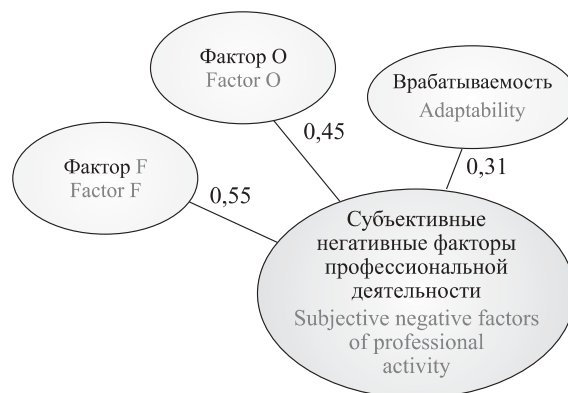 Фактор O
Factor O
Врабатываемость
Adaptability
0,45
0,31
Фактор F
Factor F
0,55
Субъективные
негативные факторы
профессиональной
деятельности
Subjective negative factors
of professional
activity